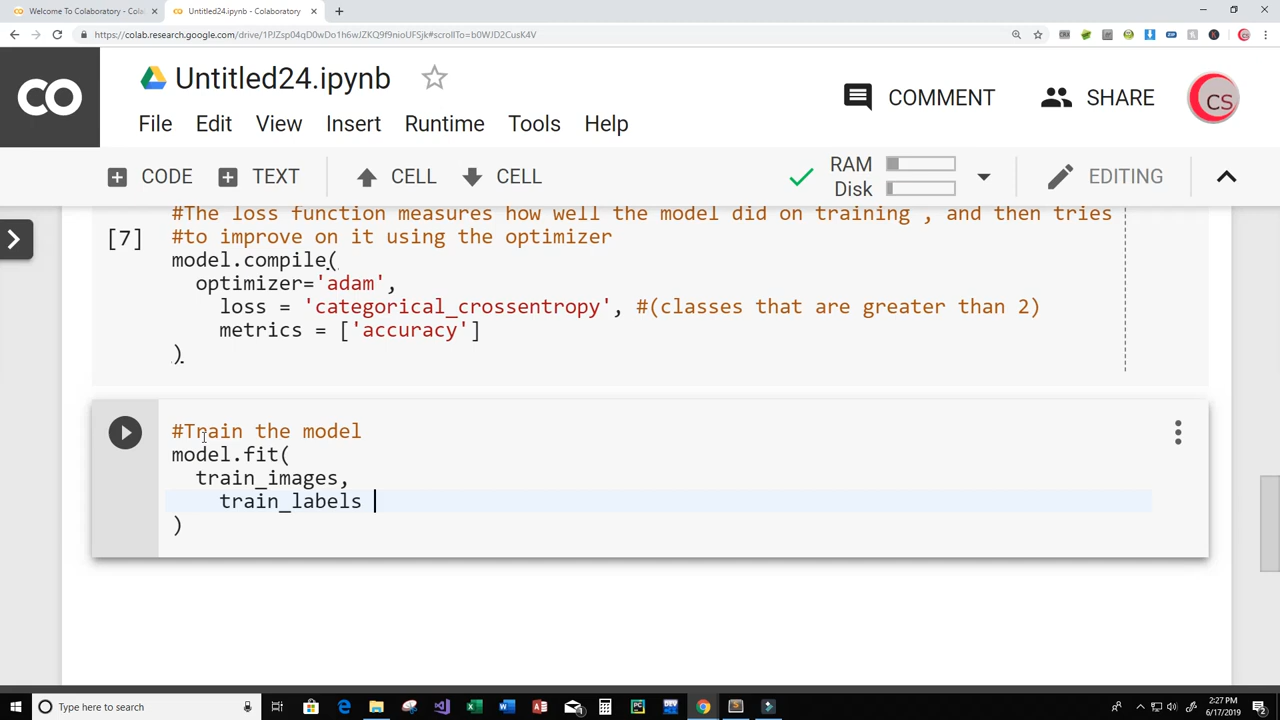 Welcome To Colaboratory - Cola
Untitled24.ipynb - Colaboratory
https://colab.research.google.com/drive/1PJZsp04qD0wDo1h6wJZKQ9f9nioUFSjk#scrollTo=b0WJD2CusK4V
CO
Untitled24.ipynb
COMMENT
SHARE
CS
File Edit View Insert Runtime Tools Help
CODE TEXT CELL CELL
RAM
Disk
EDITING
#The loss function measures how well the model did on training , and then tries
[7] #to improve on it using the optimizer
model.compile(
optimizer='adam',
loss = 'categorical_crossentropy', #(classes that are greater than 2)
metrics = ['accuracy']
)
#Train the model
model.fit(
train_images,
train_labels
)
Type here to search
2:27 PM
6/17/2019